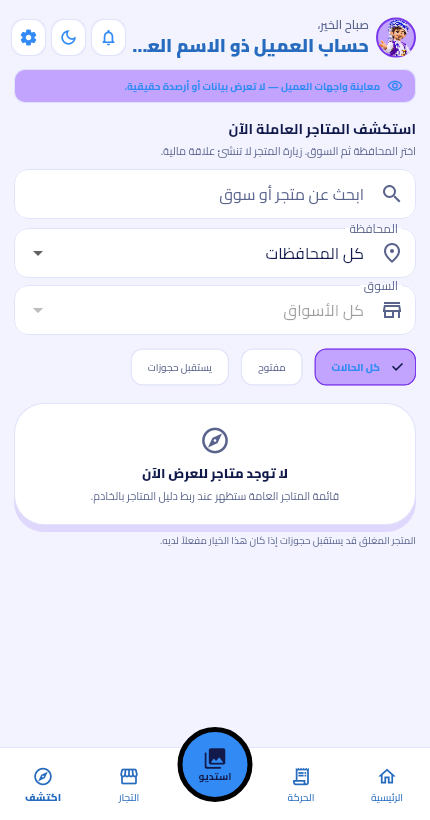 صباح الخير،
حساب العميل ذو الاسم الع...
معاينة واجهات العميل — لا تعرض بيانات أو أرصدة حقيقية.
استكشف المتاجر العاملة الآن
اختر المحافظة ثم السوق. زيارة المتجر لا تنشئ علاقة مالية.
ابحث عن متجر أو سوق
المحافظة
كل المحافظات
السوق
كل الأسواق
كل الحالات
مفتوح
يستقبل حجوزات
لا توجد متاجر للعرض الآن
قائمة المتاجر العامة ستظهر عند ربط دليل المتاجر بالخادم.
المتجر المغلق قد يستقبل حجوزات إذا كان هذا الخيار مفعلاً لديه.
الرئيسية
الحركة
استديو
التجار
اكتشف